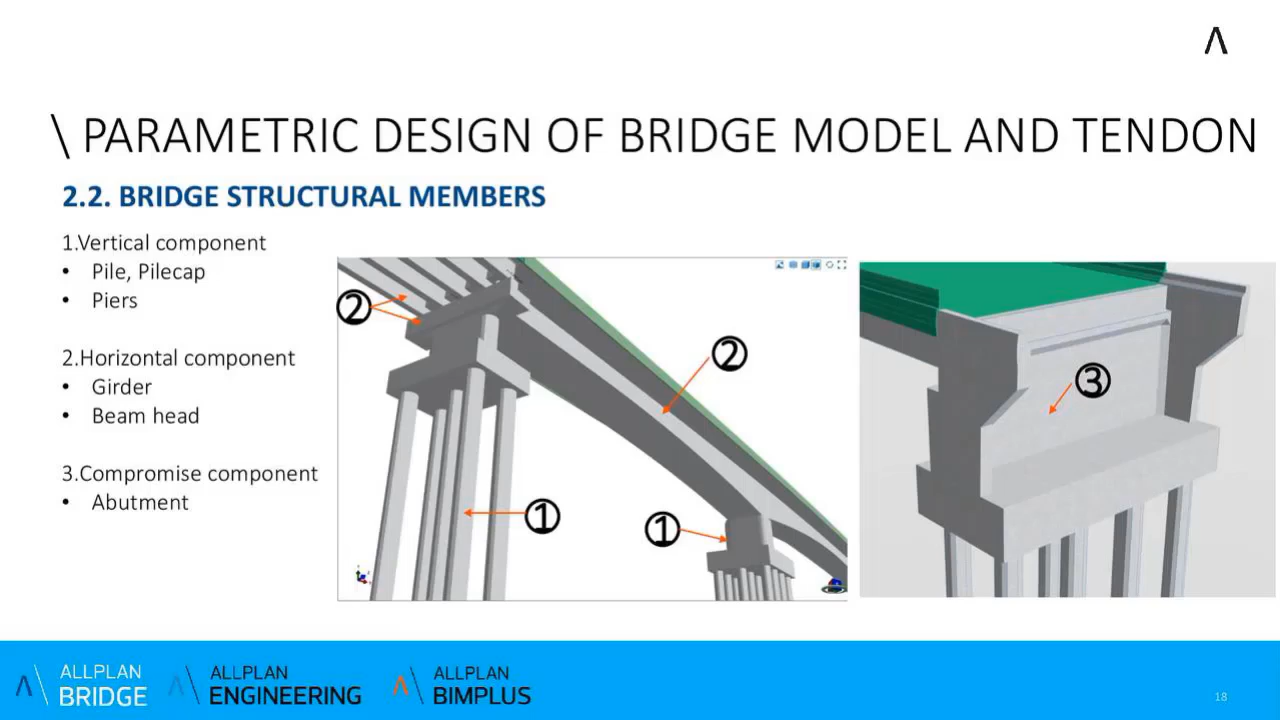 \ PARAMETRIC DESIGN OF BRIDGE MODEL AND TENDON
2.2. BRIDGE STRUCTURAL MEMBERS
1.Vertical component
• Pile, Pilecap
• Piers
2.Horizontal component
• Girder
• Beam head
3.Compromise component
• Abutment
②
②
①
①
③
ALLPLAN
BRIDGE
ALLPLAN
ENGINEERING
ALLPLAN
BIMPLUS
18